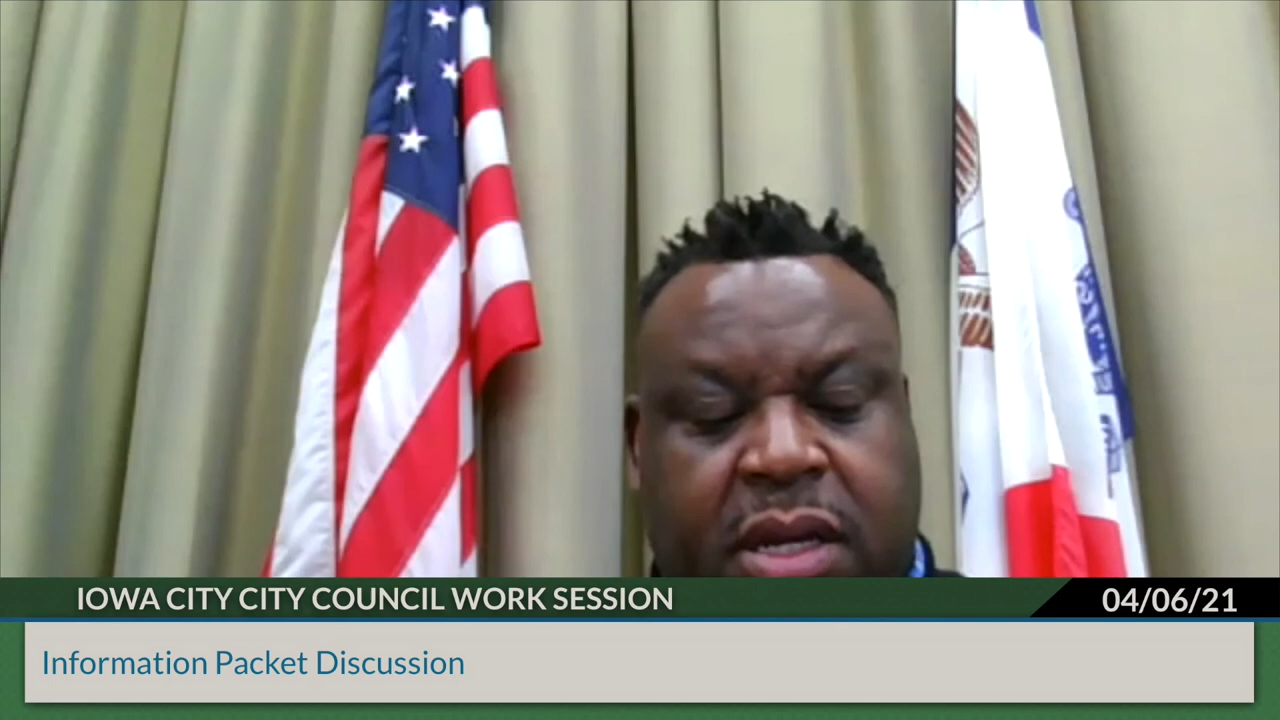 IOWA CITY CITY COUNCIL WORK SESSION
04/06/21
Information Packet Discussion